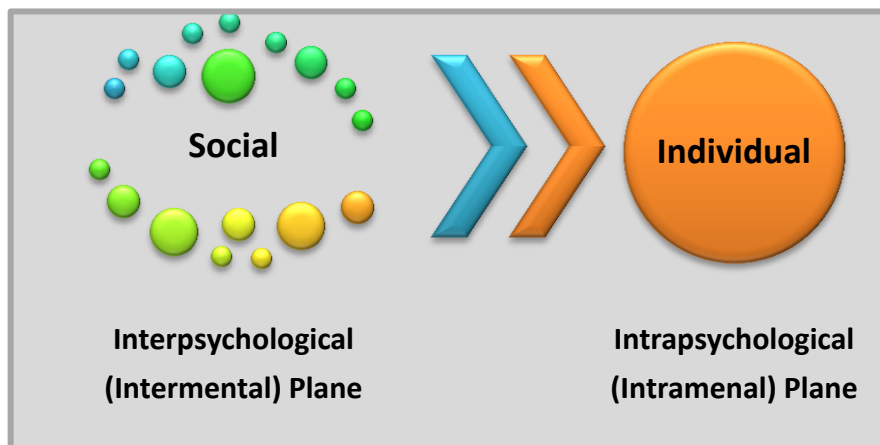 Social
Individual
Interpsychological
(Intermental) Plane
Intrapsychological
(Intramenal) Plane